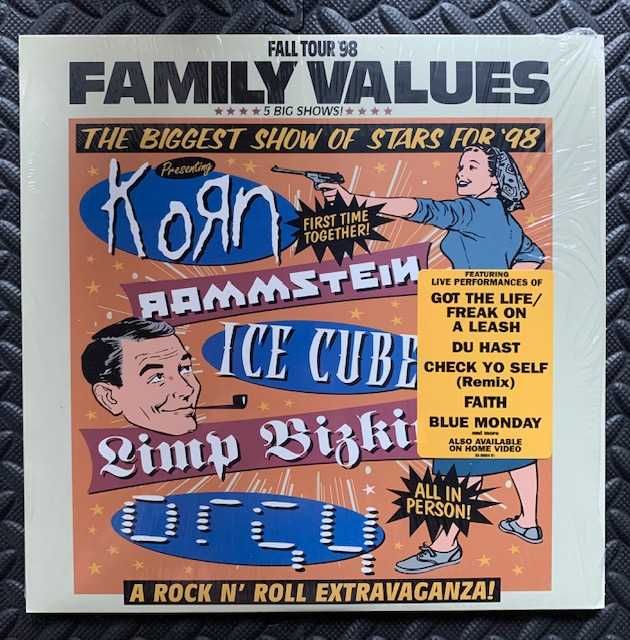 FALL TOUR '98
FAMILY VALUES
★★★★ 5 BIG SHOWS! ★★★★
THE BIGGEST SHOW OF STARS FOR '98
Presenting
KoЯn
FIRST TIME
TOGETHER!
RAMMSTEIN
ICE CUBE
Limp Bizki
orgy
FEATURING
LIVE PERFORMANCES OF
GOT THE LIFE/
FREAK ON
A LEASH
DU HAST
CHECK YO SELF
(Remix)
FAITH
BLUE MONDAY
and more
ALSO AVAILABLE
ON HOME VIDEO
ALL IN
PERSON!
A ROCK N' ROLL EXTRAVAGANZA!